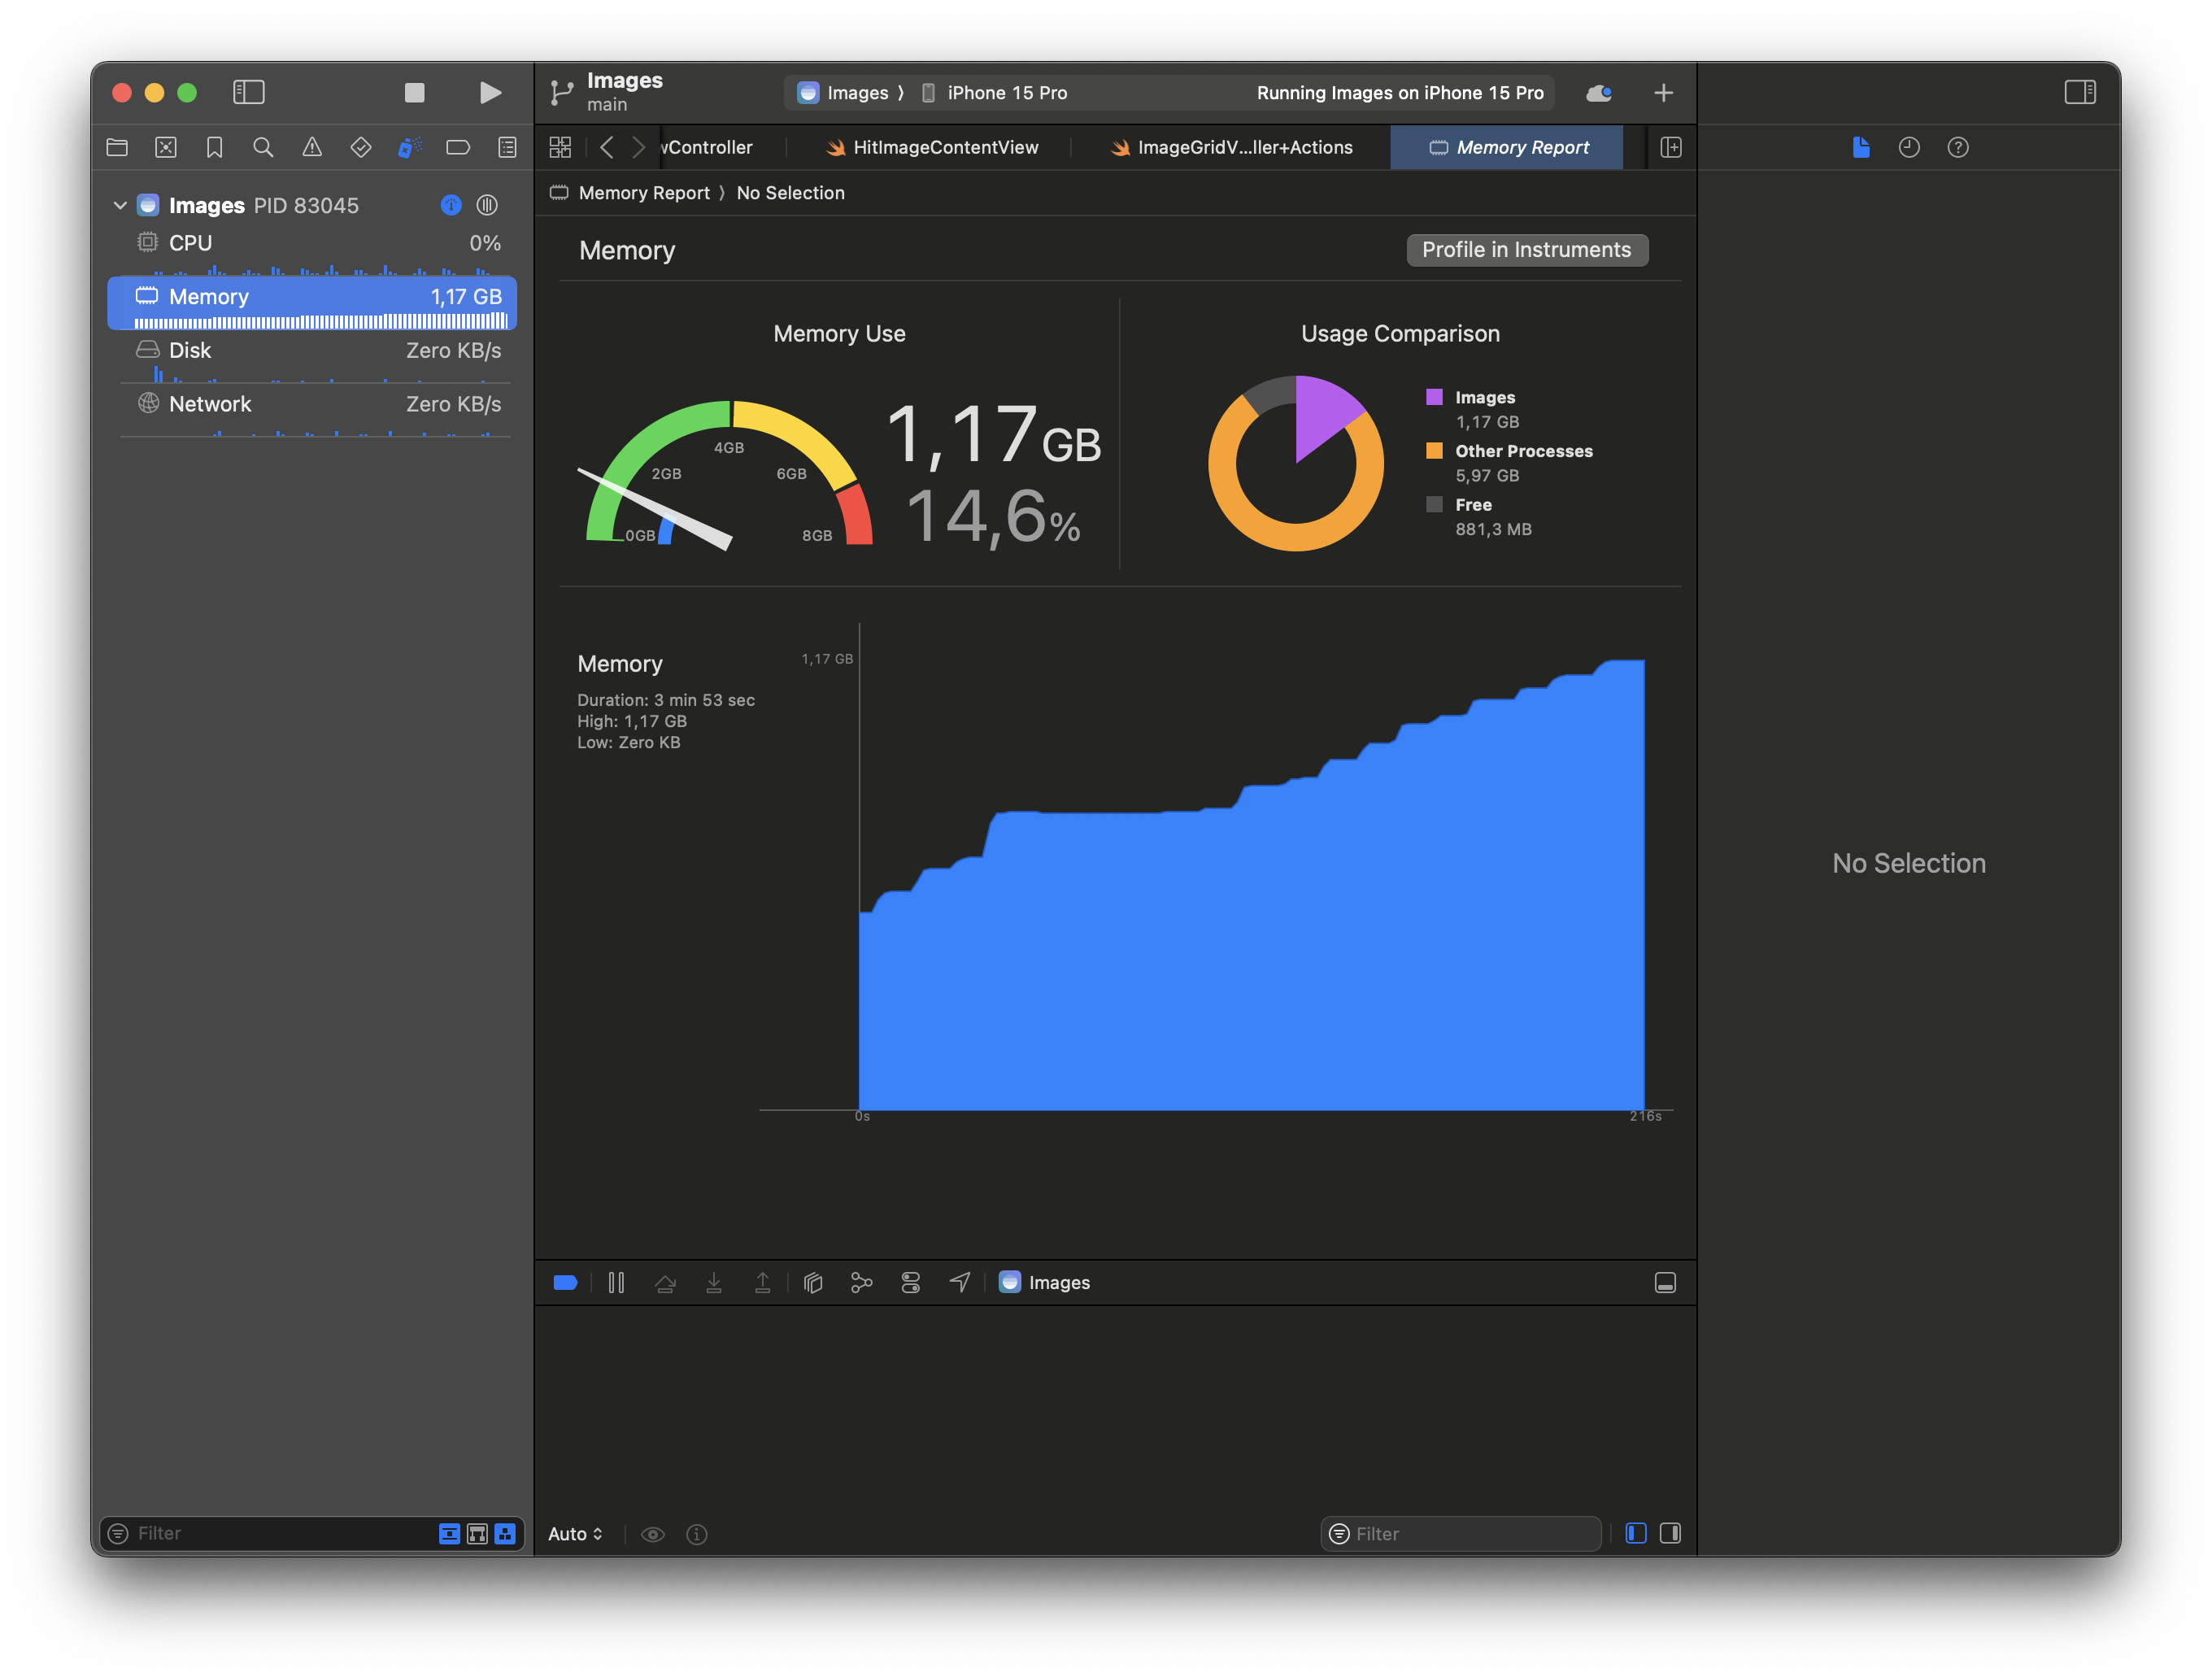 Images
main
Images 〉 iPhone 15 Pro
Running Images on iPhone 15 Pro
vController
HitImageContentView
ImageGridV...ller+Actions
Memory Report
Images PID 83045
CPU 0%
Memory 1,17 GB
Disk Zero KB/s
Network Zero KB/s
Memory Report 〉 No Selection
Memory
Profile in Instruments
Memory Use
0GB
2GB
4GB
6GB
8GB
1,17 GB
14,6%
Usage Comparison
Images
1,17 GB
Other Processes
5,97 GB
Free
881,3 MB
Memory
Duration: 3 min 53 sec
High: 1,17 GB
Low: Zero KB
1,17 GB
0s
216s
No Selection
Images
Filter
Auto
Filter